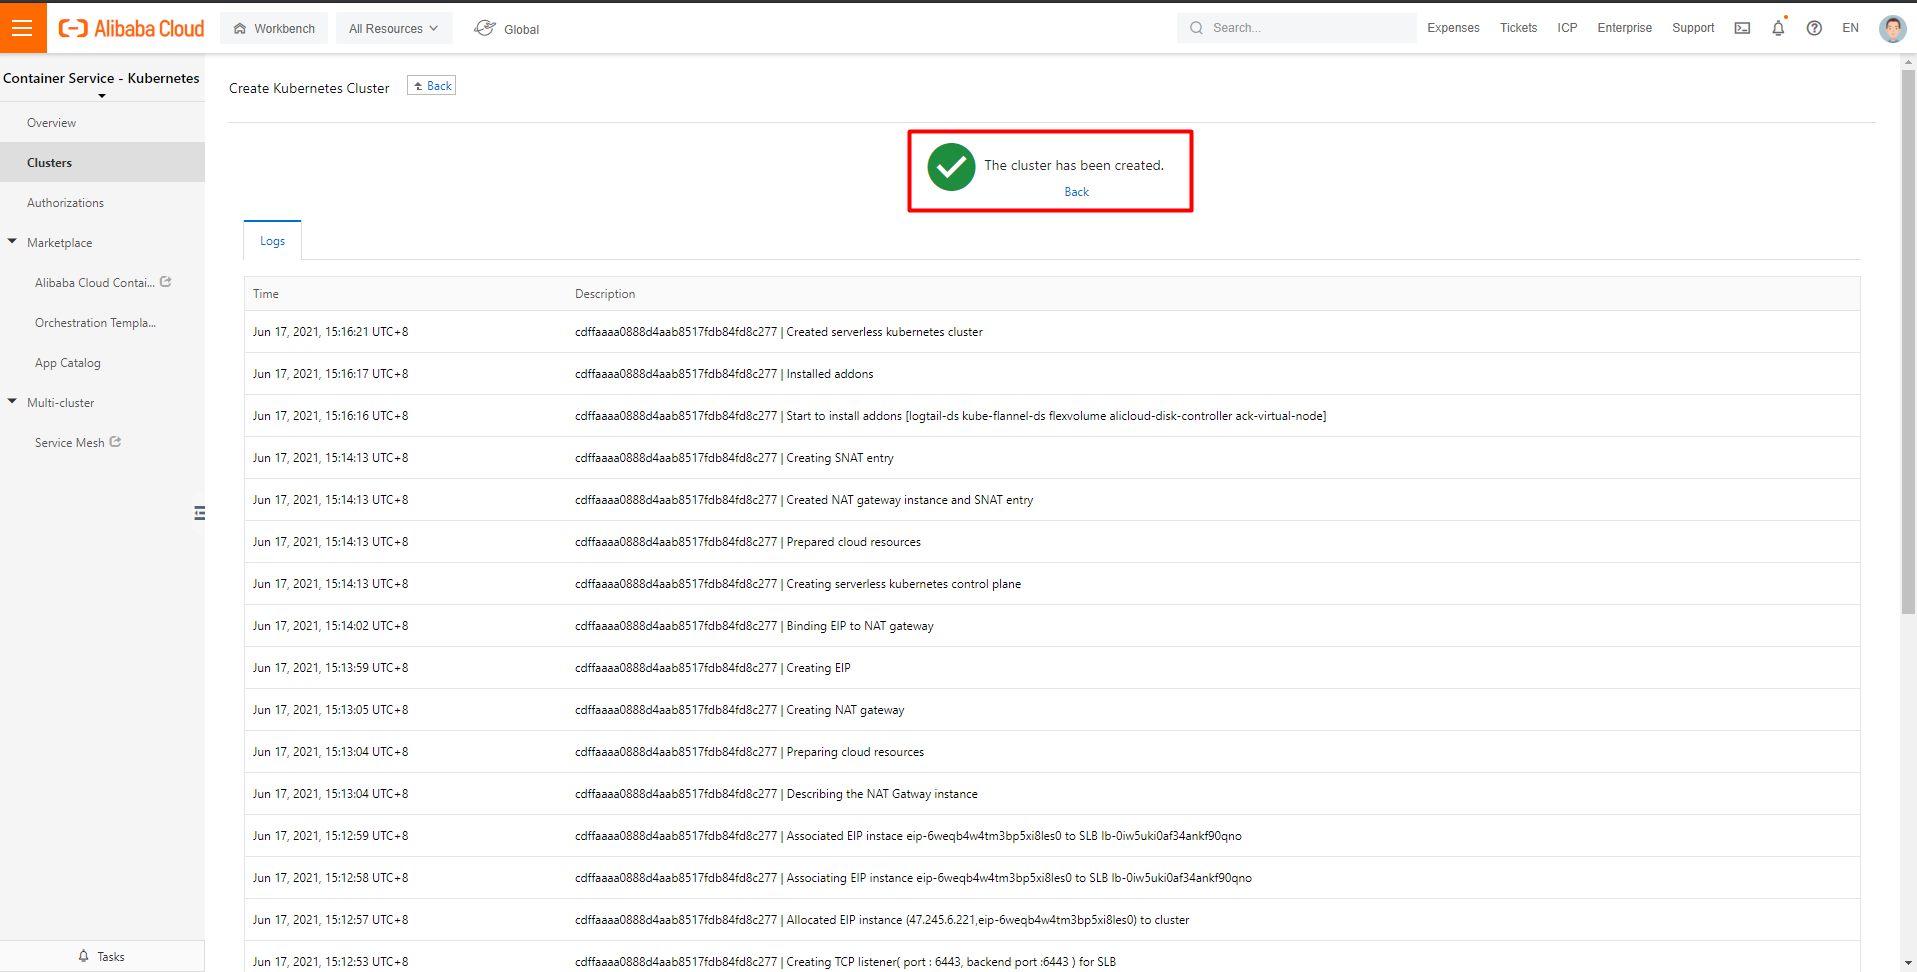 Alibaba Cloud
Workbench
All Resources
Global
Search...
Expenses
Tickets
ICP
Enterprise
Support
EN
Container Service - Kubernetes
Overview
Clusters
Authorizations
Marketplace
Alibaba Cloud Contai...
Orchestration Templa...
App Catalog
Multi-cluster
Service Mesh
Tasks
Create Kubernetes Cluster
Back
The cluster has been created.
Back
Logs
Time Description
Jun 17, 2021, 15:16:21 UTC+8 cdffaaaa0888d4aab8517fdb84fd8c277 | Created serverless kubernetes cluster
Jun 17, 2021, 15:16:17 UTC+8 cdffaaaa0888d4aab8517fdb84fd8c277 | Installed addons
Jun 17, 2021, 15:16:16 UTC+8 cdffaaaa0888d4aab8517fdb84fd8c277 | Start to install addons [logtail-ds kube-flannel-ds flexvolume alicloud-disk-controller ack-virtual-node]
Jun 17, 2021, 15:14:13 UTC+8 cdffaaaa0888d4aab8517fdb84fd8c277 | Creating SNAT entry
Jun 17, 2021, 15:14:13 UTC+8 cdffaaaa0888d4aab8517fdb84fd8c277 | Created NAT gateway instance and SNAT entry
Jun 17, 2021, 15:14:13 UTC+8 cdffaaaa0888d4aab8517fdb84fd8c277 | Prepared cloud resources
Jun 17, 2021, 15:14:13 UTC+8 cdffaaaa0888d4aab8517fdb84fd8c277 | Creating serverless kubernetes control plane
Jun 17, 2021, 15:14:02 UTC+8 cdffaaaa0888d4aab8517fdb84fd8c277 | Binding EIP to NAT gateway
Jun 17, 2021, 15:13:59 UTC+8 cdffaaaa0888d4aab8517fdb84fd8c277 | Creating EIP
Jun 17, 2021, 15:13:05 UTC+8 cdffaaaa0888d4aab8517fdb84fd8c277 | Creating NAT gateway
Jun 17, 2021, 15:13:04 UTC+8 cdffaaaa0888d4aab8517fdb84fd8c277 | Preparing cloud resources
Jun 17, 2021, 15:13:04 UTC+8 cdffaaaa0888d4aab8517fdb84fd8c277 | Describing the NAT Gatway instance
Jun 17, 2021, 15:12:59 UTC+8 cdffaaaa0888d4aab8517fdb84fd8c277 | Associated EIP instace eip-6weqb4w4tm3bp5xi8les0 to SLB lb-0iw5uki0af34ankf90qno
Jun 17, 2021, 15:12:58 UTC+8 cdffaaaa0888d4aab8517fdb84fd8c277 | Associating EIP instance eip-6weqb4w4tm3bp5xi8les0 to SLB lb-0iw5uki0af34ankf90qno
Jun 17, 2021, 15:12:57 UTC+8 cdffaaaa0888d4aab8517fdb84fd8c277 | Allocated EIP instance (47.245.6.221,eip-6weqb4w4tm3bp5xi8les0) to cluster
Jun 17, 2021, 15:12:53 UTC+8 cdffaaaa0888d4aab8517fdb84fd8c277 | Creating TCP listener( port : 6443, backend port :6443 ) for SLB